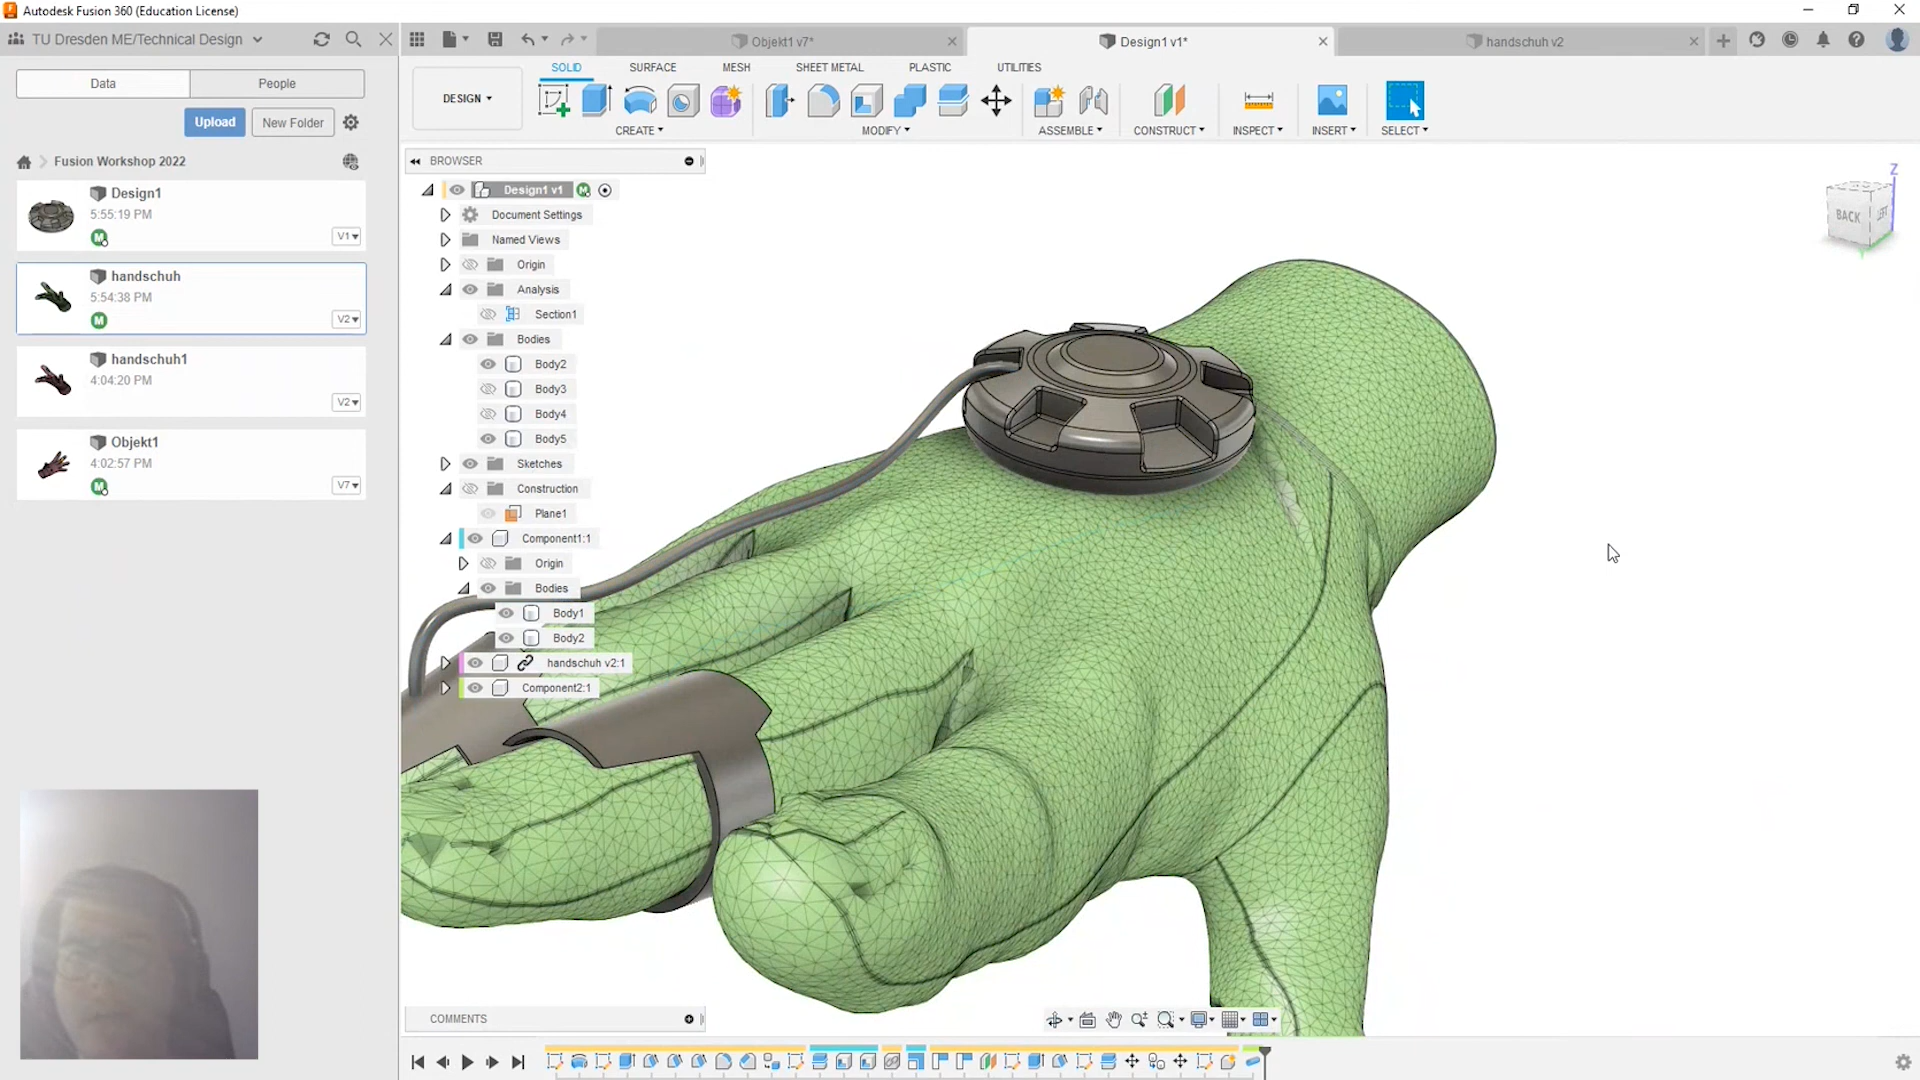 Autodesk Fusion 360 (Education License)
TU Dresden ME/Technical Design
Objekt1 v7*
Design1 v1*
handschuh v2
Data
People
SOLID
SURFACE
MESH
SHEET METAL
PLASTIC
UTILITIES
DESIGN
Upload
New Folder
CREATE
MODIFY
ASSEMBLE
CONSTRUCT
INSPECT
INSERT
SELECT
Fusion Workshop 2022
Design1
5:55:19 PM
M
V1
handschuh
5:54:38 PM
M
V2
handschuh1
4:04:20 PM
V2
Objekt1
4:02:57 PM
M
V7
BROWSER
Design1 v1
M
Document Settings
Named Views
Origin
Analysis
Section1
Bodies
Body2
Body3
Body4
Body5
Sketches
Construction
Plane1
Component1:1
Origin
Bodies
Body1
Body2
handschuh v2:1
Component2:1
Z
BACK
LEFT
COMMENTS